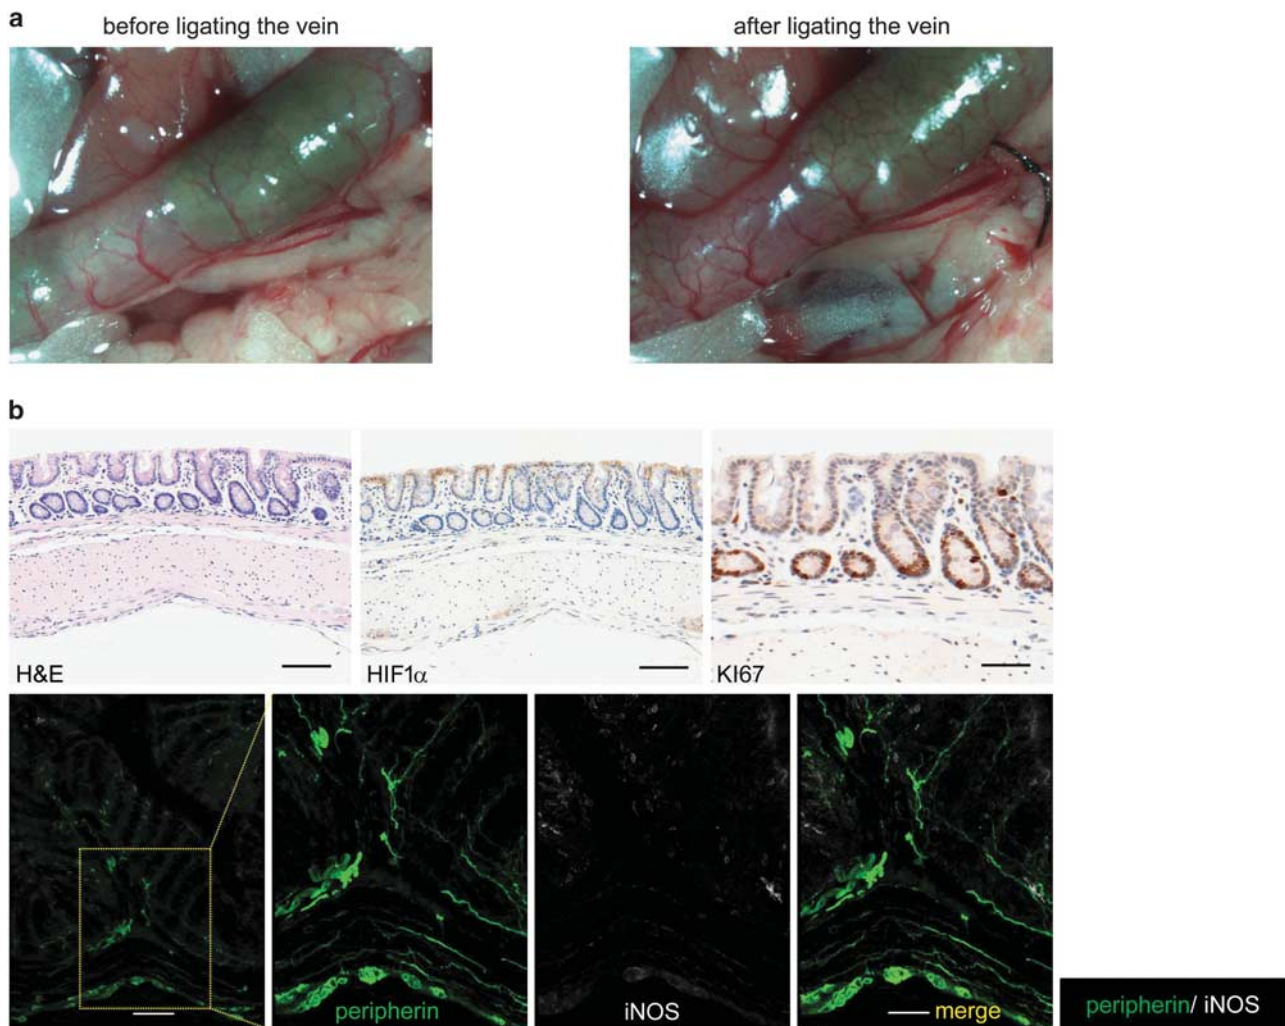 a
before ligating the vein
after ligating the vein
b
H&E
HIF1α
KI67
peripherin
iNOS
merge
peripherin/ iNOS